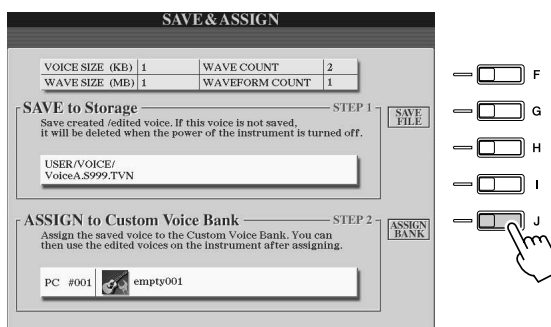 SAVE&ASSIGN
VOICE SIZE (KB) 1 WAVE COUNT 2
WAVE SIZE (MB) 1 WAVEFORM COUNT 1
SAVE to Storage STEP 1
Save created /edited voice. If this voice is not saved,
it will be deleted when the power of the instrument is turned off.
SAVE
FILE
USER/VOICE/
VoiceA.S999.TVN
ASSIGN to Custom Voice Bank STEP 2
Assign the saved voice to the Custom Voice Bank. You can
then use the edited voices on the instrument after assigning.
ASSIGN
BANK
PC #001 empty001
F
G
H
I
J